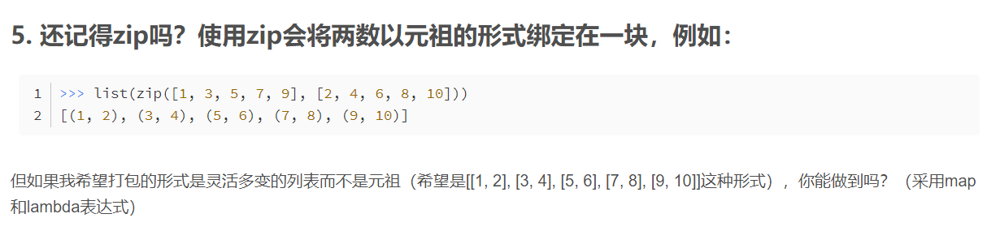 5. 还记得zip吗？使用zip会将两数以元祖的形式绑定在一块，例如：
1 >>> list(zip([1, 3, 5, 7, 9], [2, 4, 6, 8, 10]))
2 [(1, 2), (3, 4), (5, 6), (7, 8), (9, 10)]
但如果我希望打包的形式是灵活多变的列表而不是元祖（希望是[[1, 2], [3, 4], [5, 6], [7, 8], [9, 10]]这种形式），你能做到吗？（采用map
和lambda表达式）